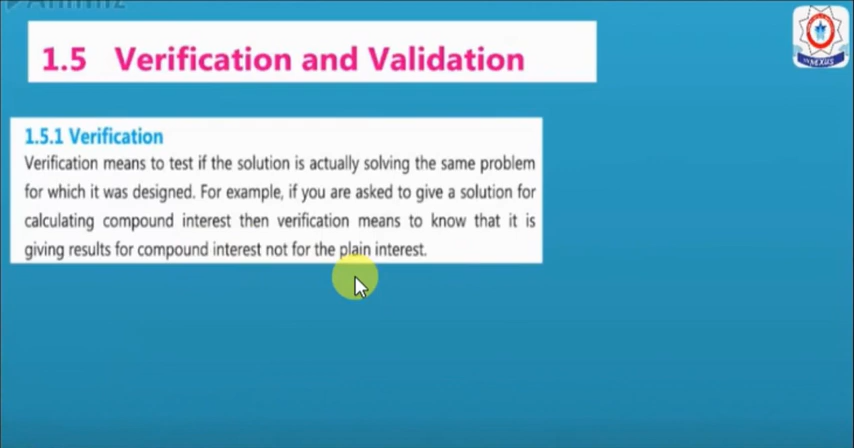 1.5 Verification and Validation
1.5.1 Verification
Verification means to test if the solution is actually solving the same problem
for which it was designed. For example, if you are asked to give a solution for
calculating compound interest then verification means to know that it is
giving results for compound interest not for the plain interest.